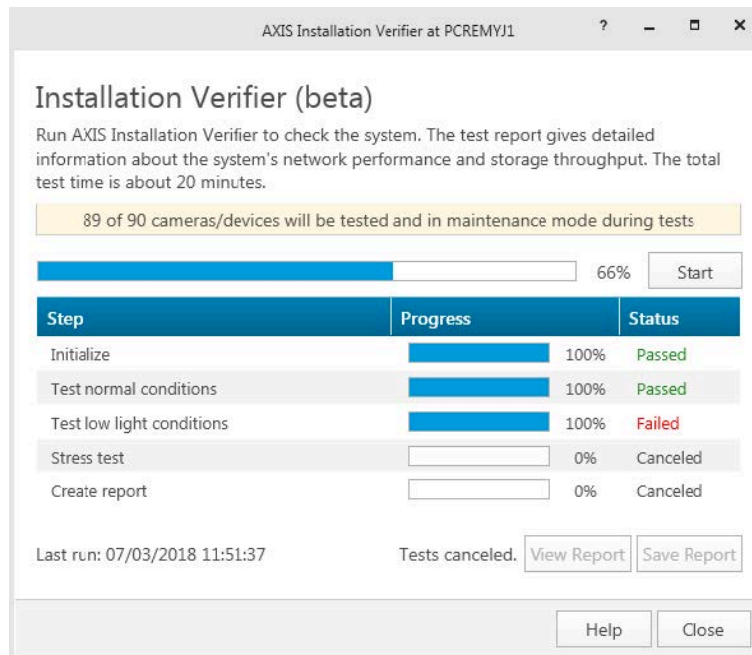 AXIS Installation Verifier at PCREMYJ1
Installation Verifier (beta)
Run AXIS Installation Verifier to check the system. The test report gives detailed
information about the system's network performance and storage throughput. The total
test time is about 20 minutes.
89 of 90 cameras/devices will be tested and in maintenance mode during tests
66% Start
Step Progress Status
Initialize 100% Passed
Test normal conditions 100% Passed
Test low light conditions 100% Failed
Stress test 0% Canceled
Create report 0% Canceled
Last run: 07/03/2018 11:51:37 Tests canceled. View Report Save Report
Help Close